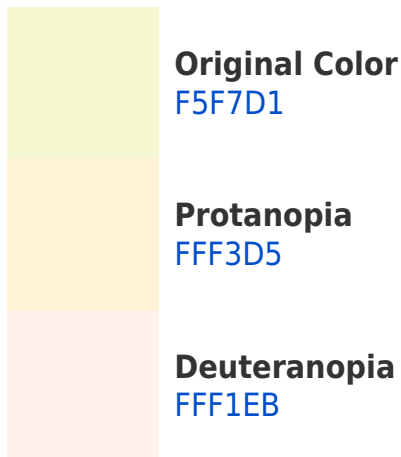 Original Color
F5F7D1
Protanopia
FFF3D5
Deuteranopia
FFF1EB